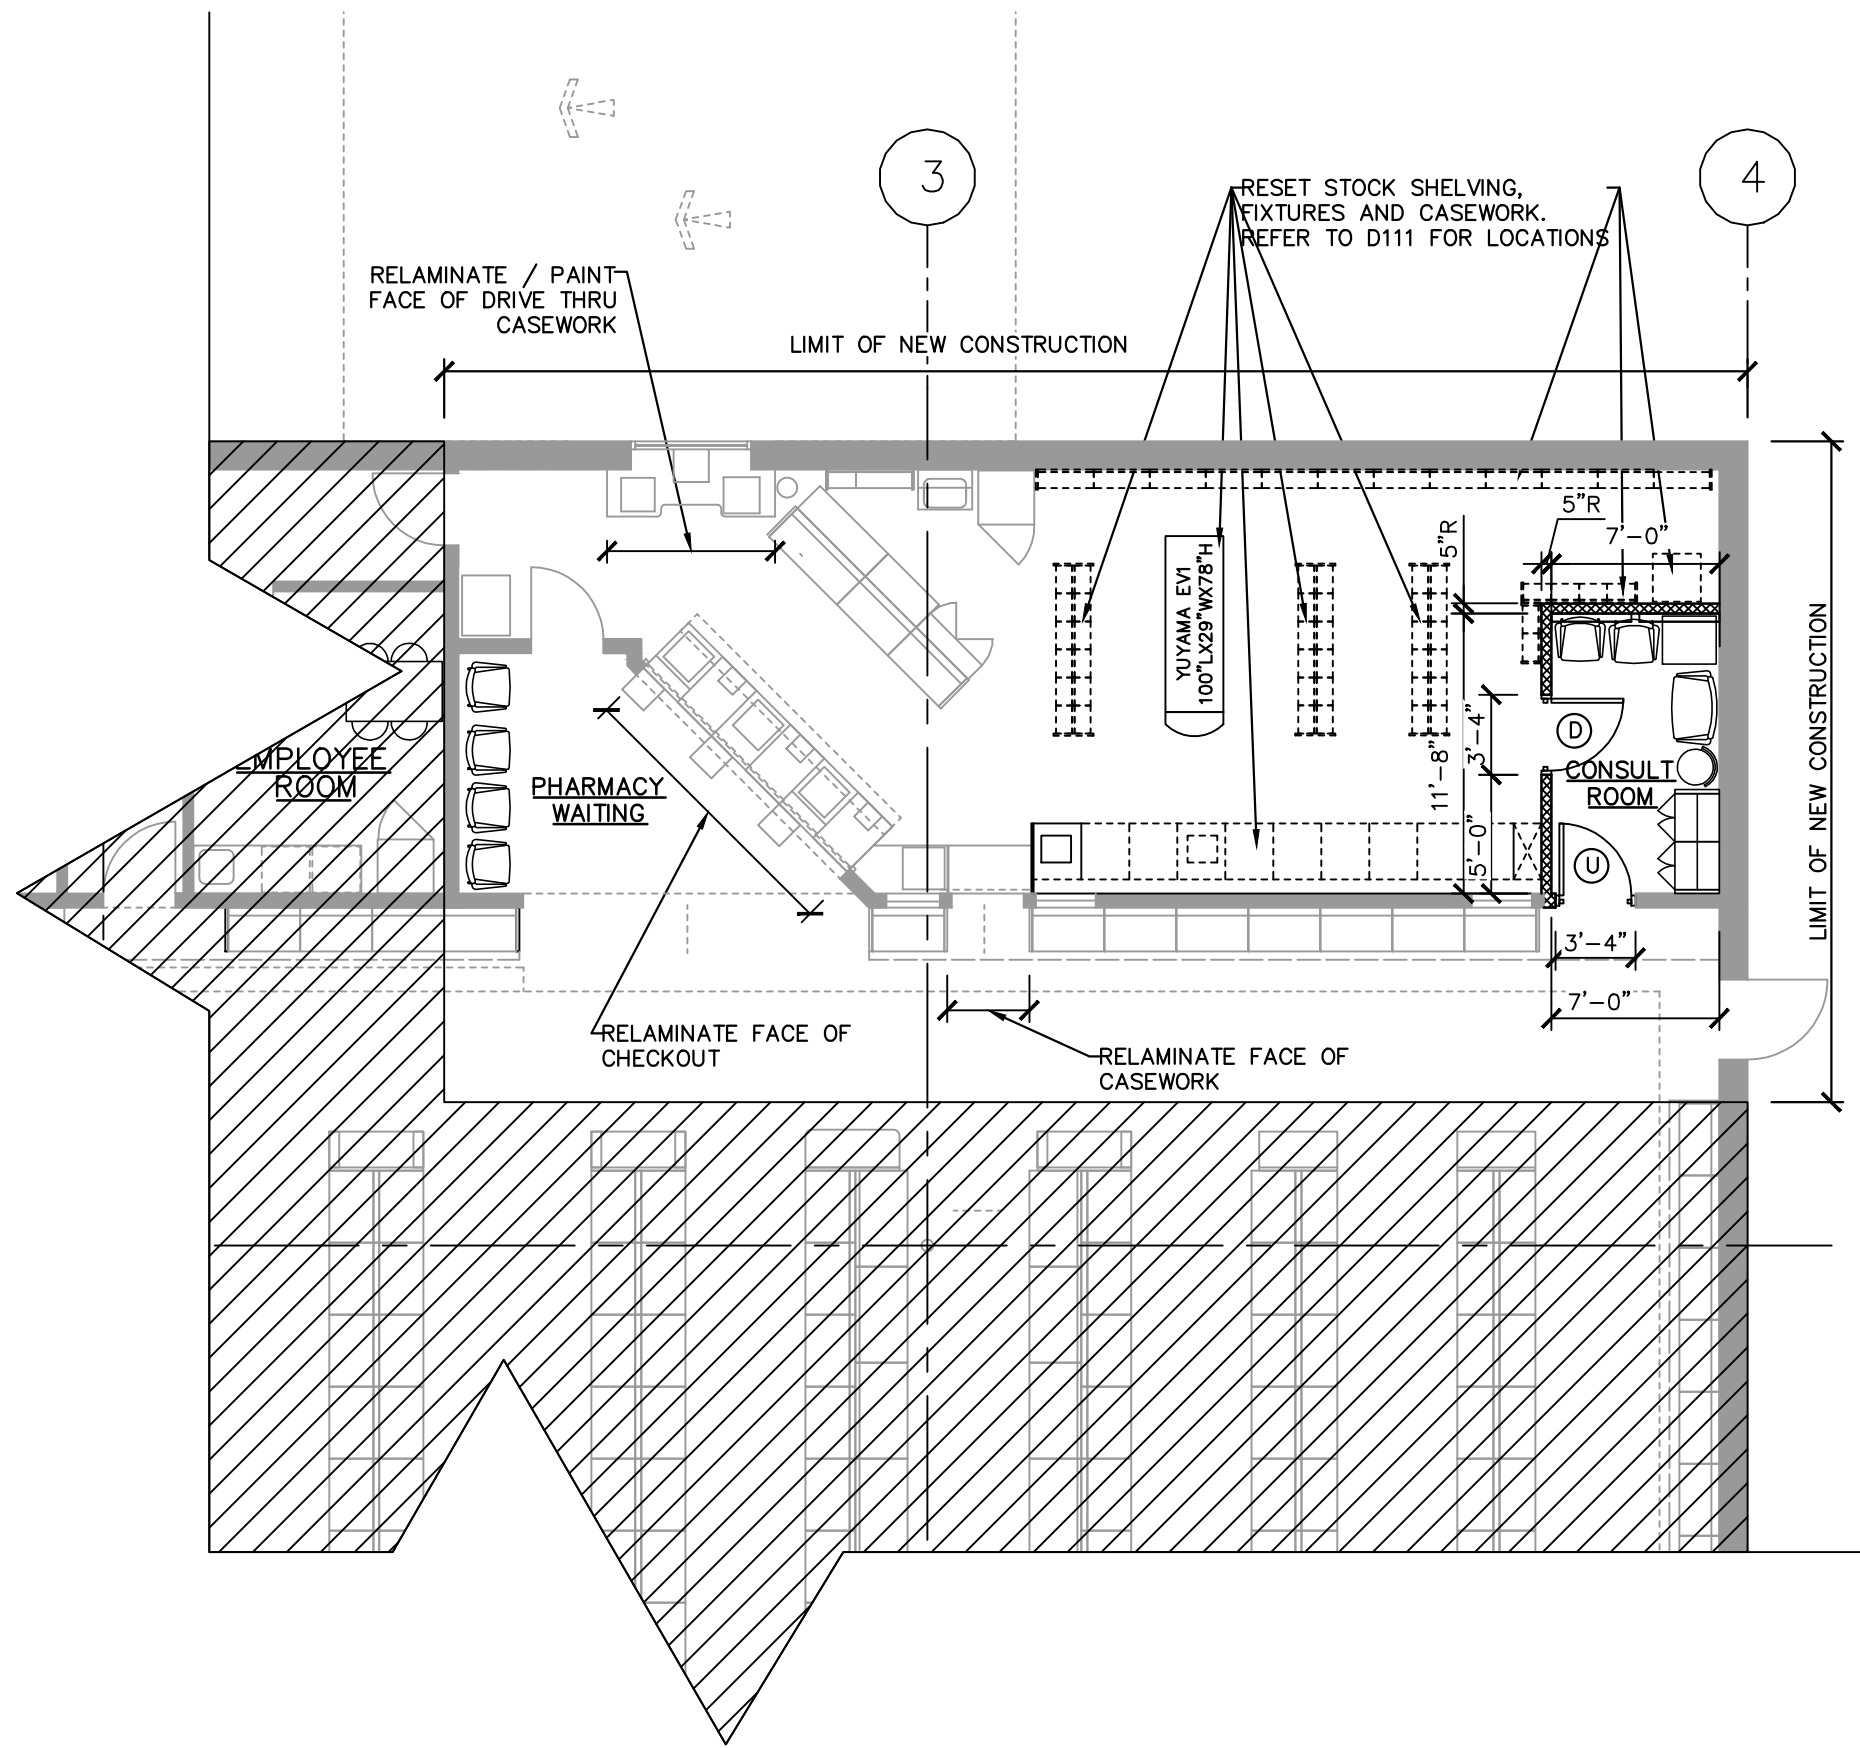 3
4
RESET STOCK SHELVING,
FIXTURES AND CASEWORK.
REFER TO D111 FOR LOCATIONS
RELAMINATE / PAINT
FACE OF DRIVE THRU
CASEWORK
LIMIT OF NEW CONSTRUCTION
5"R
7'-0"
5"R
YUYAMA EV1
100"LX29"WX78"H
11'-8"
3'-4"
5'-0"
D
CONSULT
ROOM
U
LIMIT OF NEW CONSTRUCTION
EMPLOYEE
ROOM
PHARMACY
WAITING
3'-4"
7'-0"
RELAMINATE FACE OF
CHECKOUT
RELAMINATE FACE OF
CASEWORK